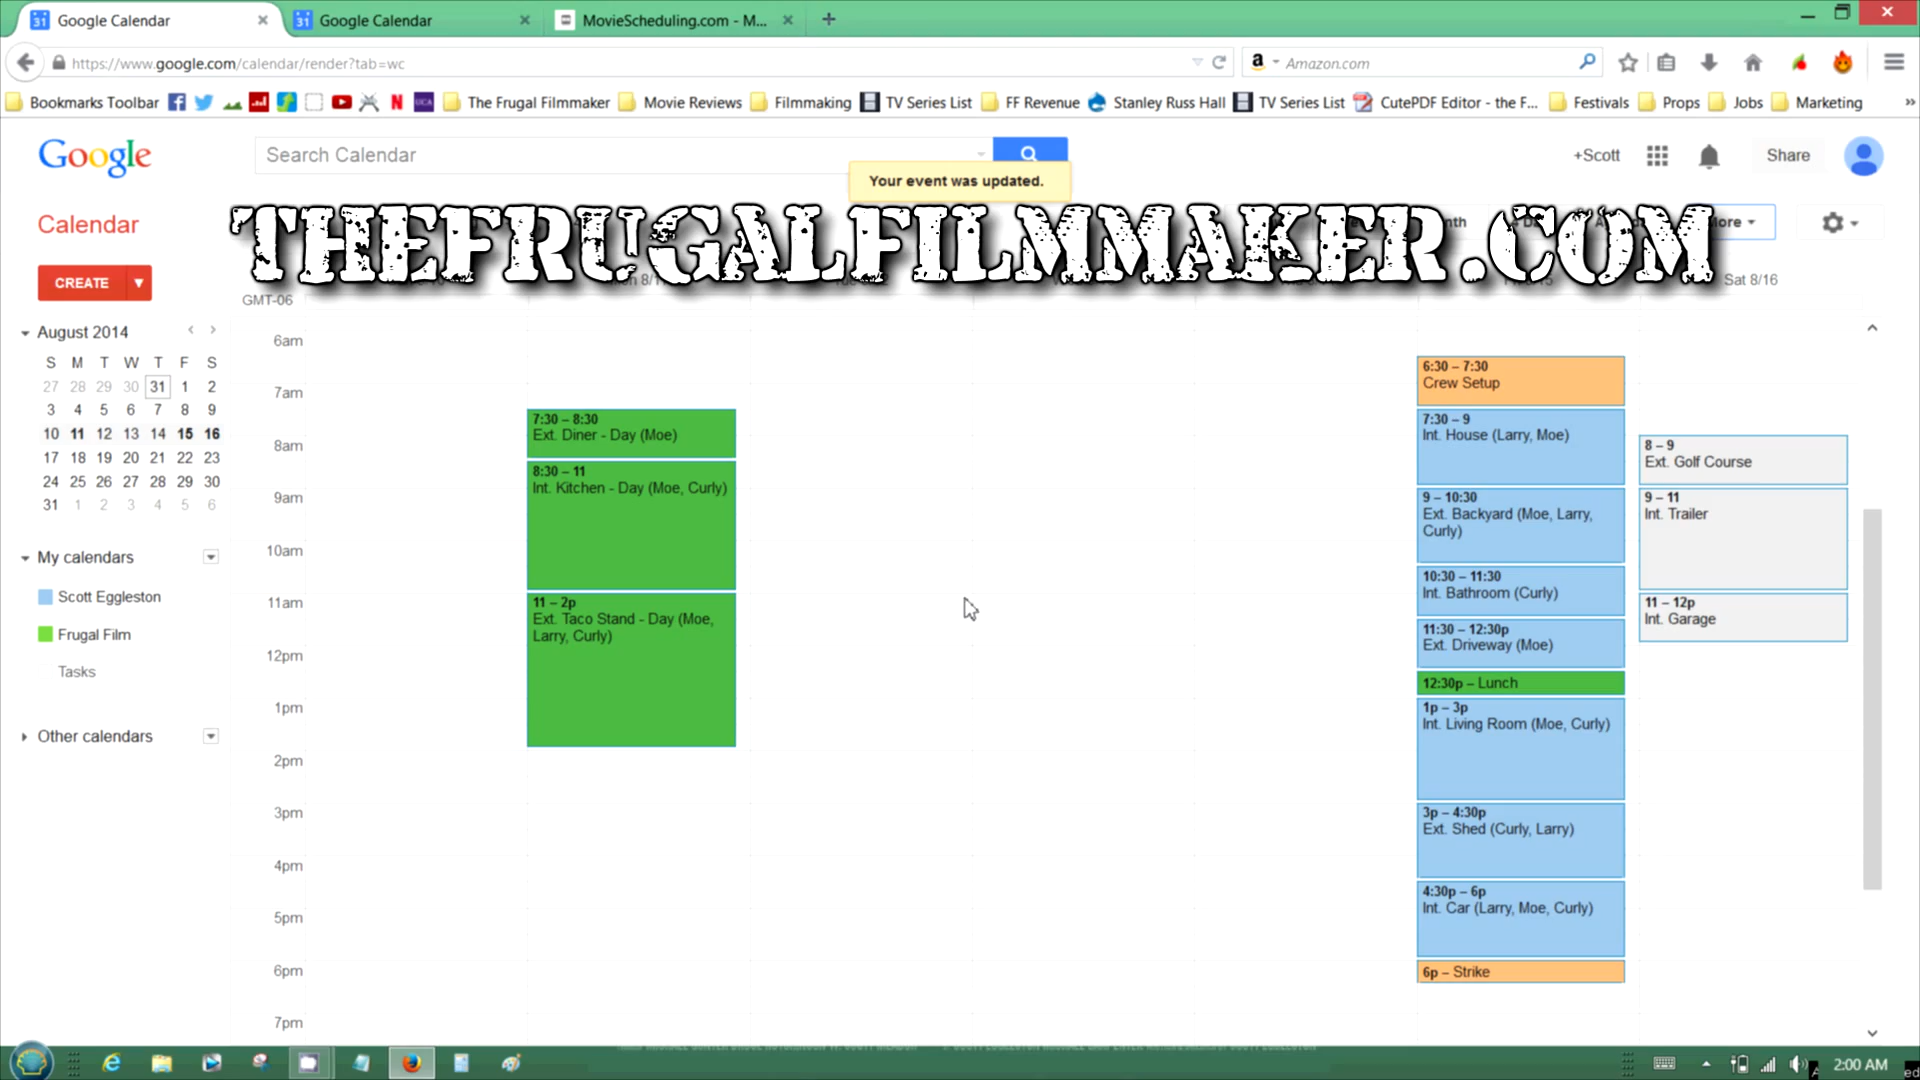 Google Calendar
Google Calendar
MovieScheduling.com - M...
https://www.google.com/calendar/render?tab=wc
Amazon.com
Bookmarks Toolbar
The Frugal Filmmaker
Movie Reviews
Filmmaking
TV Series List
FF Revenue
Stanley Russ Hall
TV Series List
CutePDF Editor - the F...
Festivals
Props
Jobs
Marketing
Google
Search Calendar
Your event was updated.
+Scott
Share
Calendar
THEFRUGALFILMMAKER.COM
CREATE
GMT-06
Sat 8/16
August 2014
S M T W T F S
27 28 29 30 31 1 2
3 4 5 6 7 8 9
10 11 12 13 14 15 16
17 18 19 20 21 22 23
24 25 26 27 28 29 30
31 1 2 3 4 5 6
My calendars
Scott Eggleston
Frugal Film
Tasks
Other calendars
6am
7am
8am
9am
10am
11am
12pm
1pm
2pm
3pm
4pm
5pm
6pm
7pm
7:30 – 8:30
Ext. Diner - Day (Moe)
8:30 – 11
Int. Kitchen - Day (Moe, Curly)
11 – 2p
Ext. Taco Stand - Day (Moe,
Larry, Curly)
6:30 – 7:30
Crew Setup
7:30 – 9
Int. House (Larry, Moe)
9 – 10:30
Ext. Backyard (Moe, Larry,
Curly)
10:30 – 11:30
Int. Bathroom (Curly)
11:30 – 12:30p
Ext. Driveway (Moe)
12:30p – Lunch
1p – 3p
Int. Living Room (Moe, Curly)
3p – 4:30p
Ext. Shed (Curly, Larry)
4:30p – 6p
Int. Car (Larry, Moe, Curly)
6p – Strike
8 – 9
Ext. Golf Course
9 – 11
Int. Trailer
11 – 12p
Int. Garage
2:00 AM